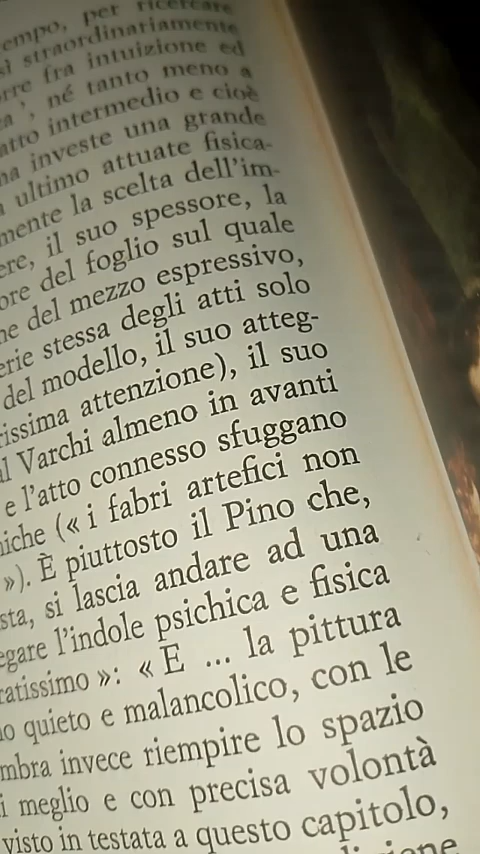 empo, per ricercare
sì straordinariamente
rre fra intuizione ed
a', né tanto meno a
atto intermedio e cioè
na investe una grande
ultimo attuate fisica-
mente la scelta dell'im-
ere, il suo spessore, la
ore del foglio sul quale
ne del mezzo espressivo,
erie stessa degli atti solo
del modello, il suo atteg-
rissima attenzione), il suo
al Varchi almeno in avanti
e l'atto connesso sfuggano
niche (« i fabri artefici non
»). È piuttosto il Pino che,
sta, si lascia andare ad una
egare l'indole psichica e fisica
ratissimo »: « E ... la pittura
no quieto e malancolico, con le
mbra invece riempire lo spazio
i meglio e con precisa volontà
visto in testata a questo capitolo,